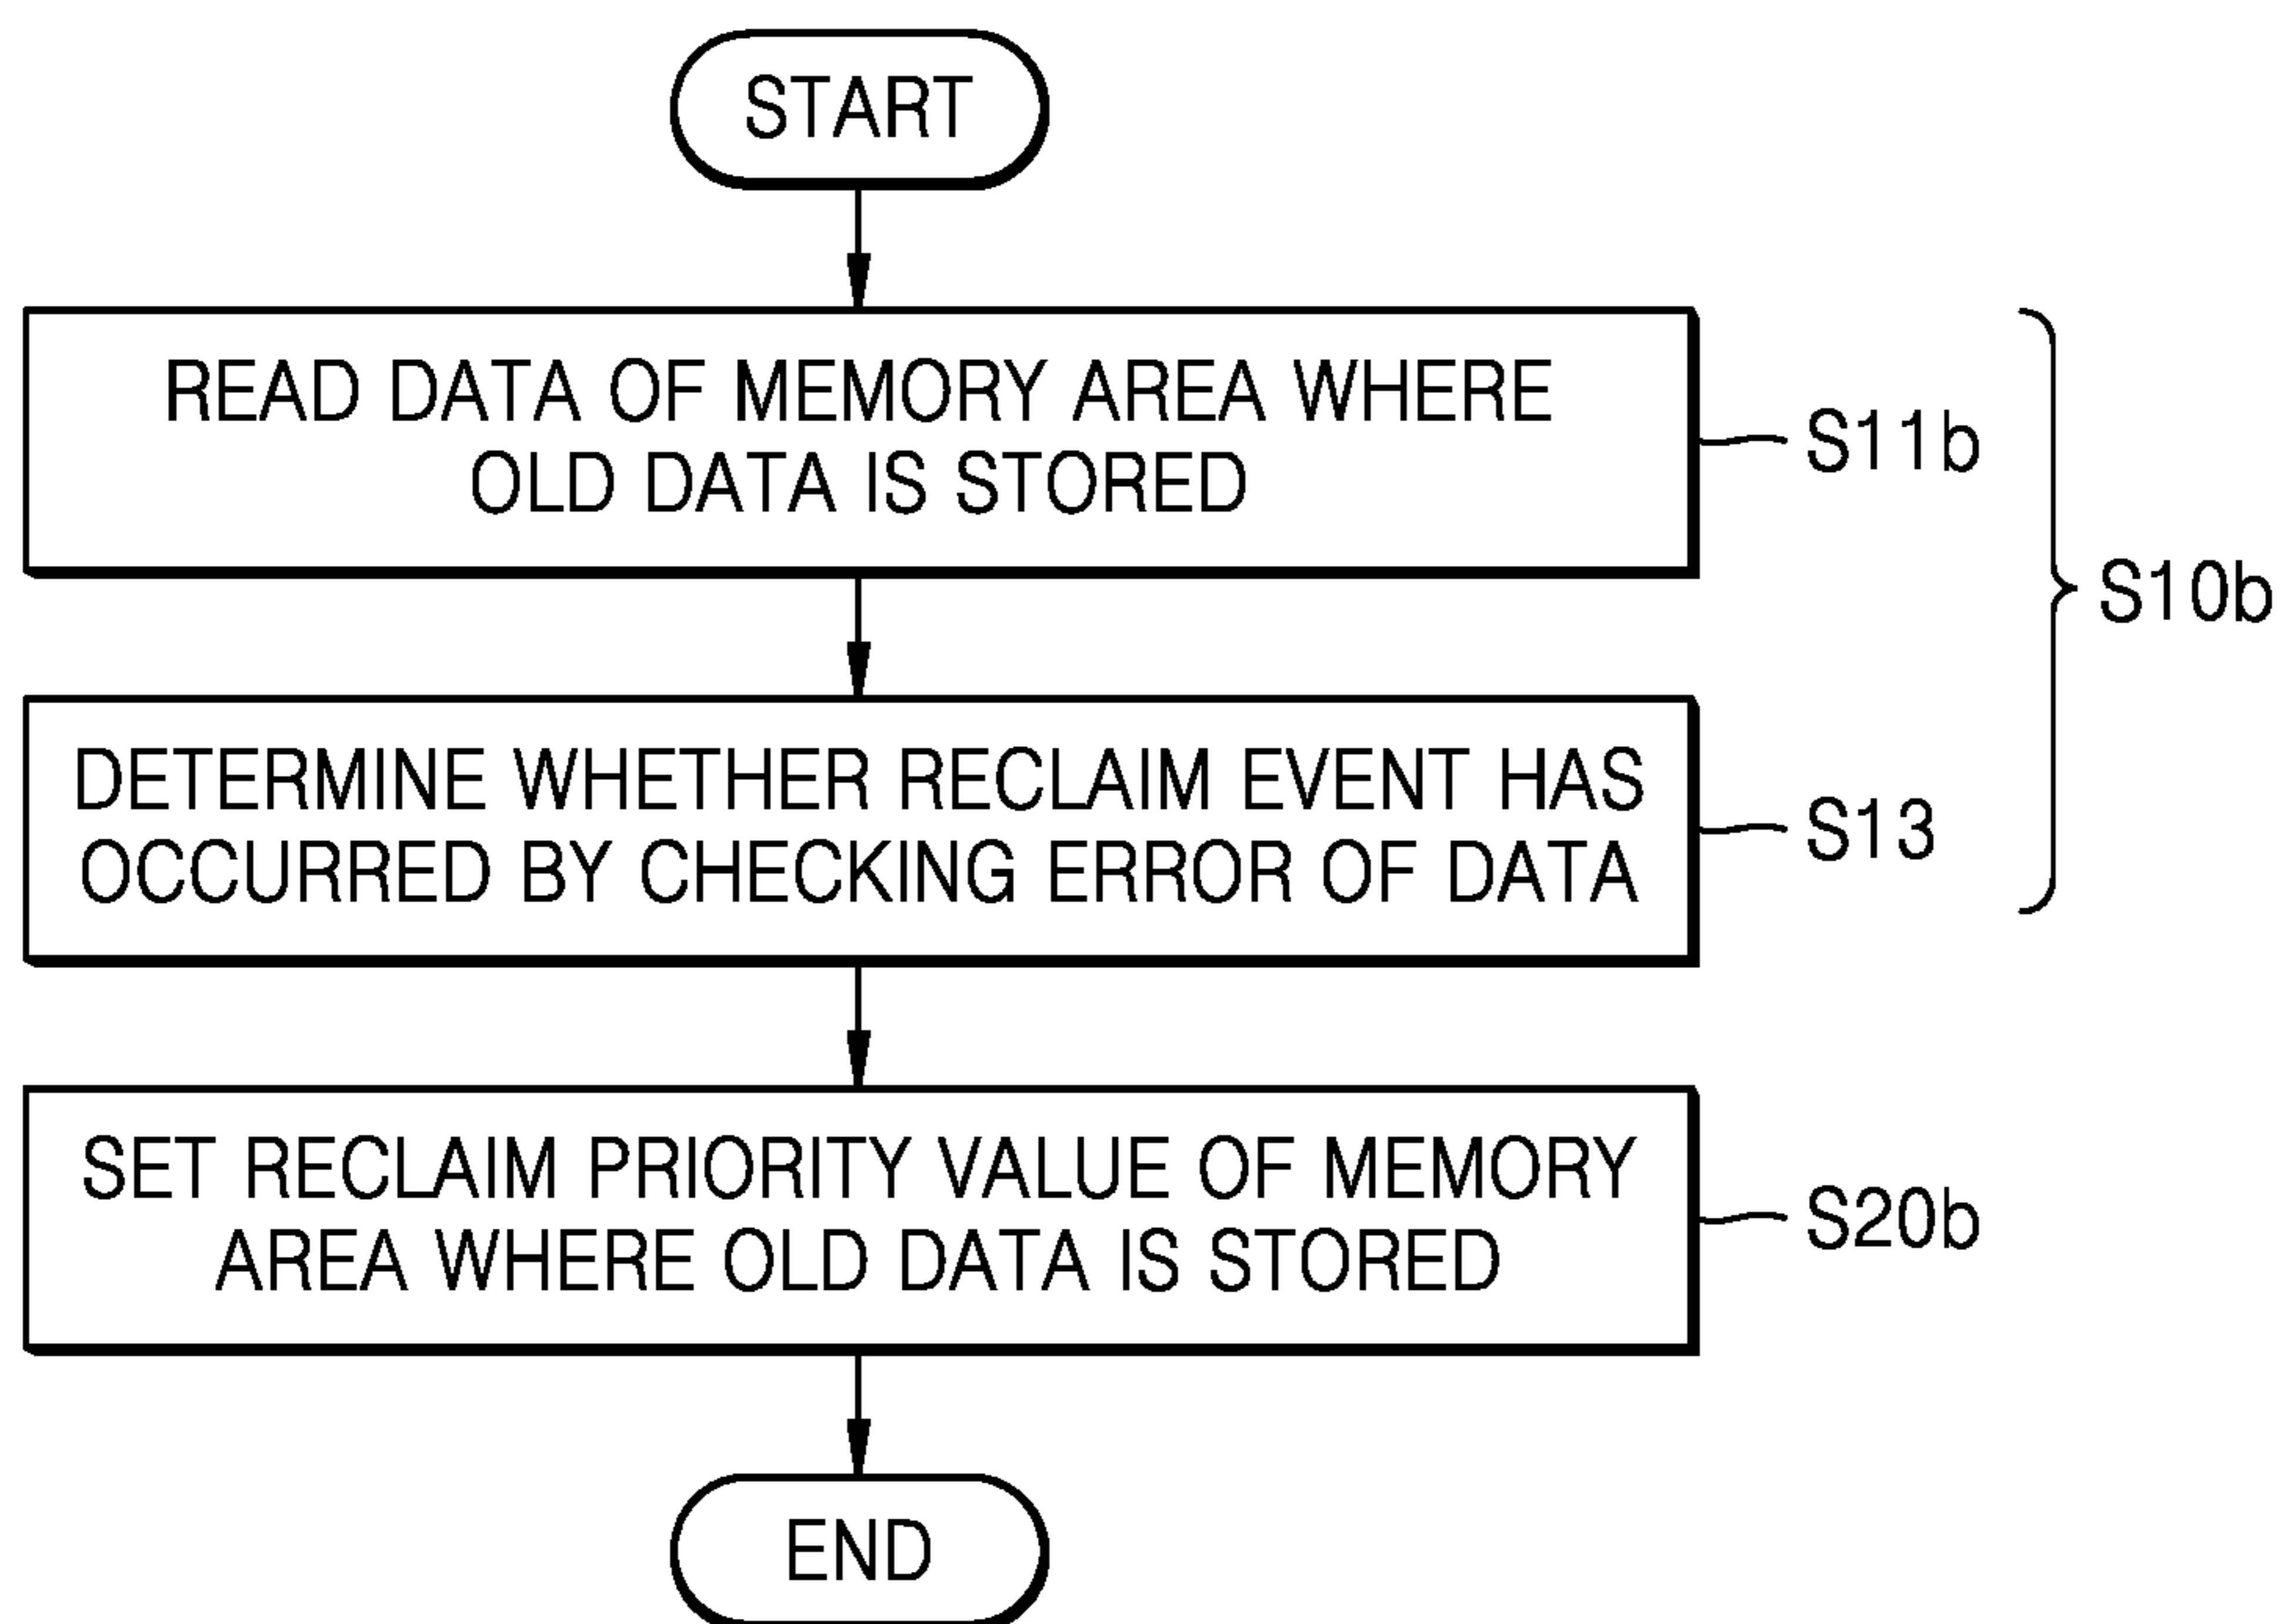 START
READ DATA OF MEMORY AREA WHERE
OLD DATA IS STORED
S11b
S10b
DETERMINE WHETHER RECLAIM EVENT HAS
OCCURRED BY CHECKING ERROR OF DATA
S13
SET RECLAIM PRIORITY VALUE OF MEMORY
AREA WHERE OLD DATA IS STORED
S20b
END